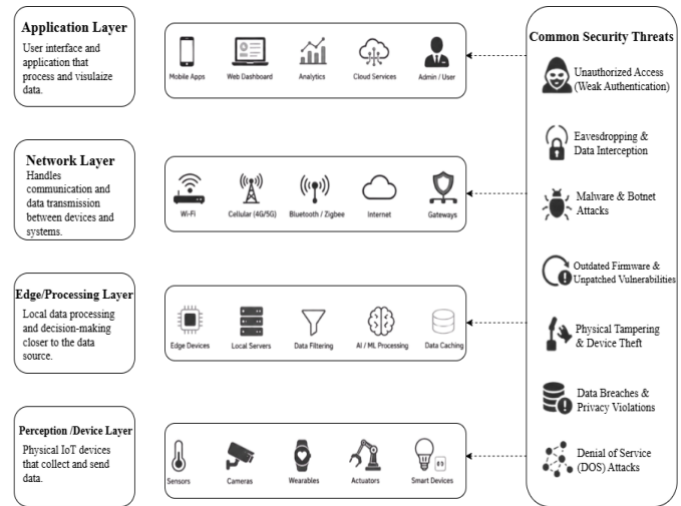 Application Layer
User interface and
application that
process and visulaize
data.
Mobile Apps
Web Dashboard
Analytics
Cloud Services
Admin / User
Network Layer
Handles
communication and
data transmission
between devices and
systems.
Wi-Fi
Cellular (4G/5G)
Bluetooth / Zigbee
Internet
Gateways
Edge/Processing Layer
Local data processing
and decision-making
closer to the data
source.
Edge Devices
Local Servers
Data Filtering
AI / ML Processing
Data Caching
Perception /Device Layer
Physical IoT devices
that collect and send
data.
Sensors
Cameras
Wearables
Actuators
Smart Devices
Common Security Threats
Unauthorized Access
(Weak Authentication)
Eavesdropping &
Data Interception
Malware & Botnet
Attacks
Outdated Firmware &
Unpatched Vulnerabilities
Physical Tampering
& Device Theft
Data Breaches &
Privacy Violations
Denial of Service
(DOS) Attacks